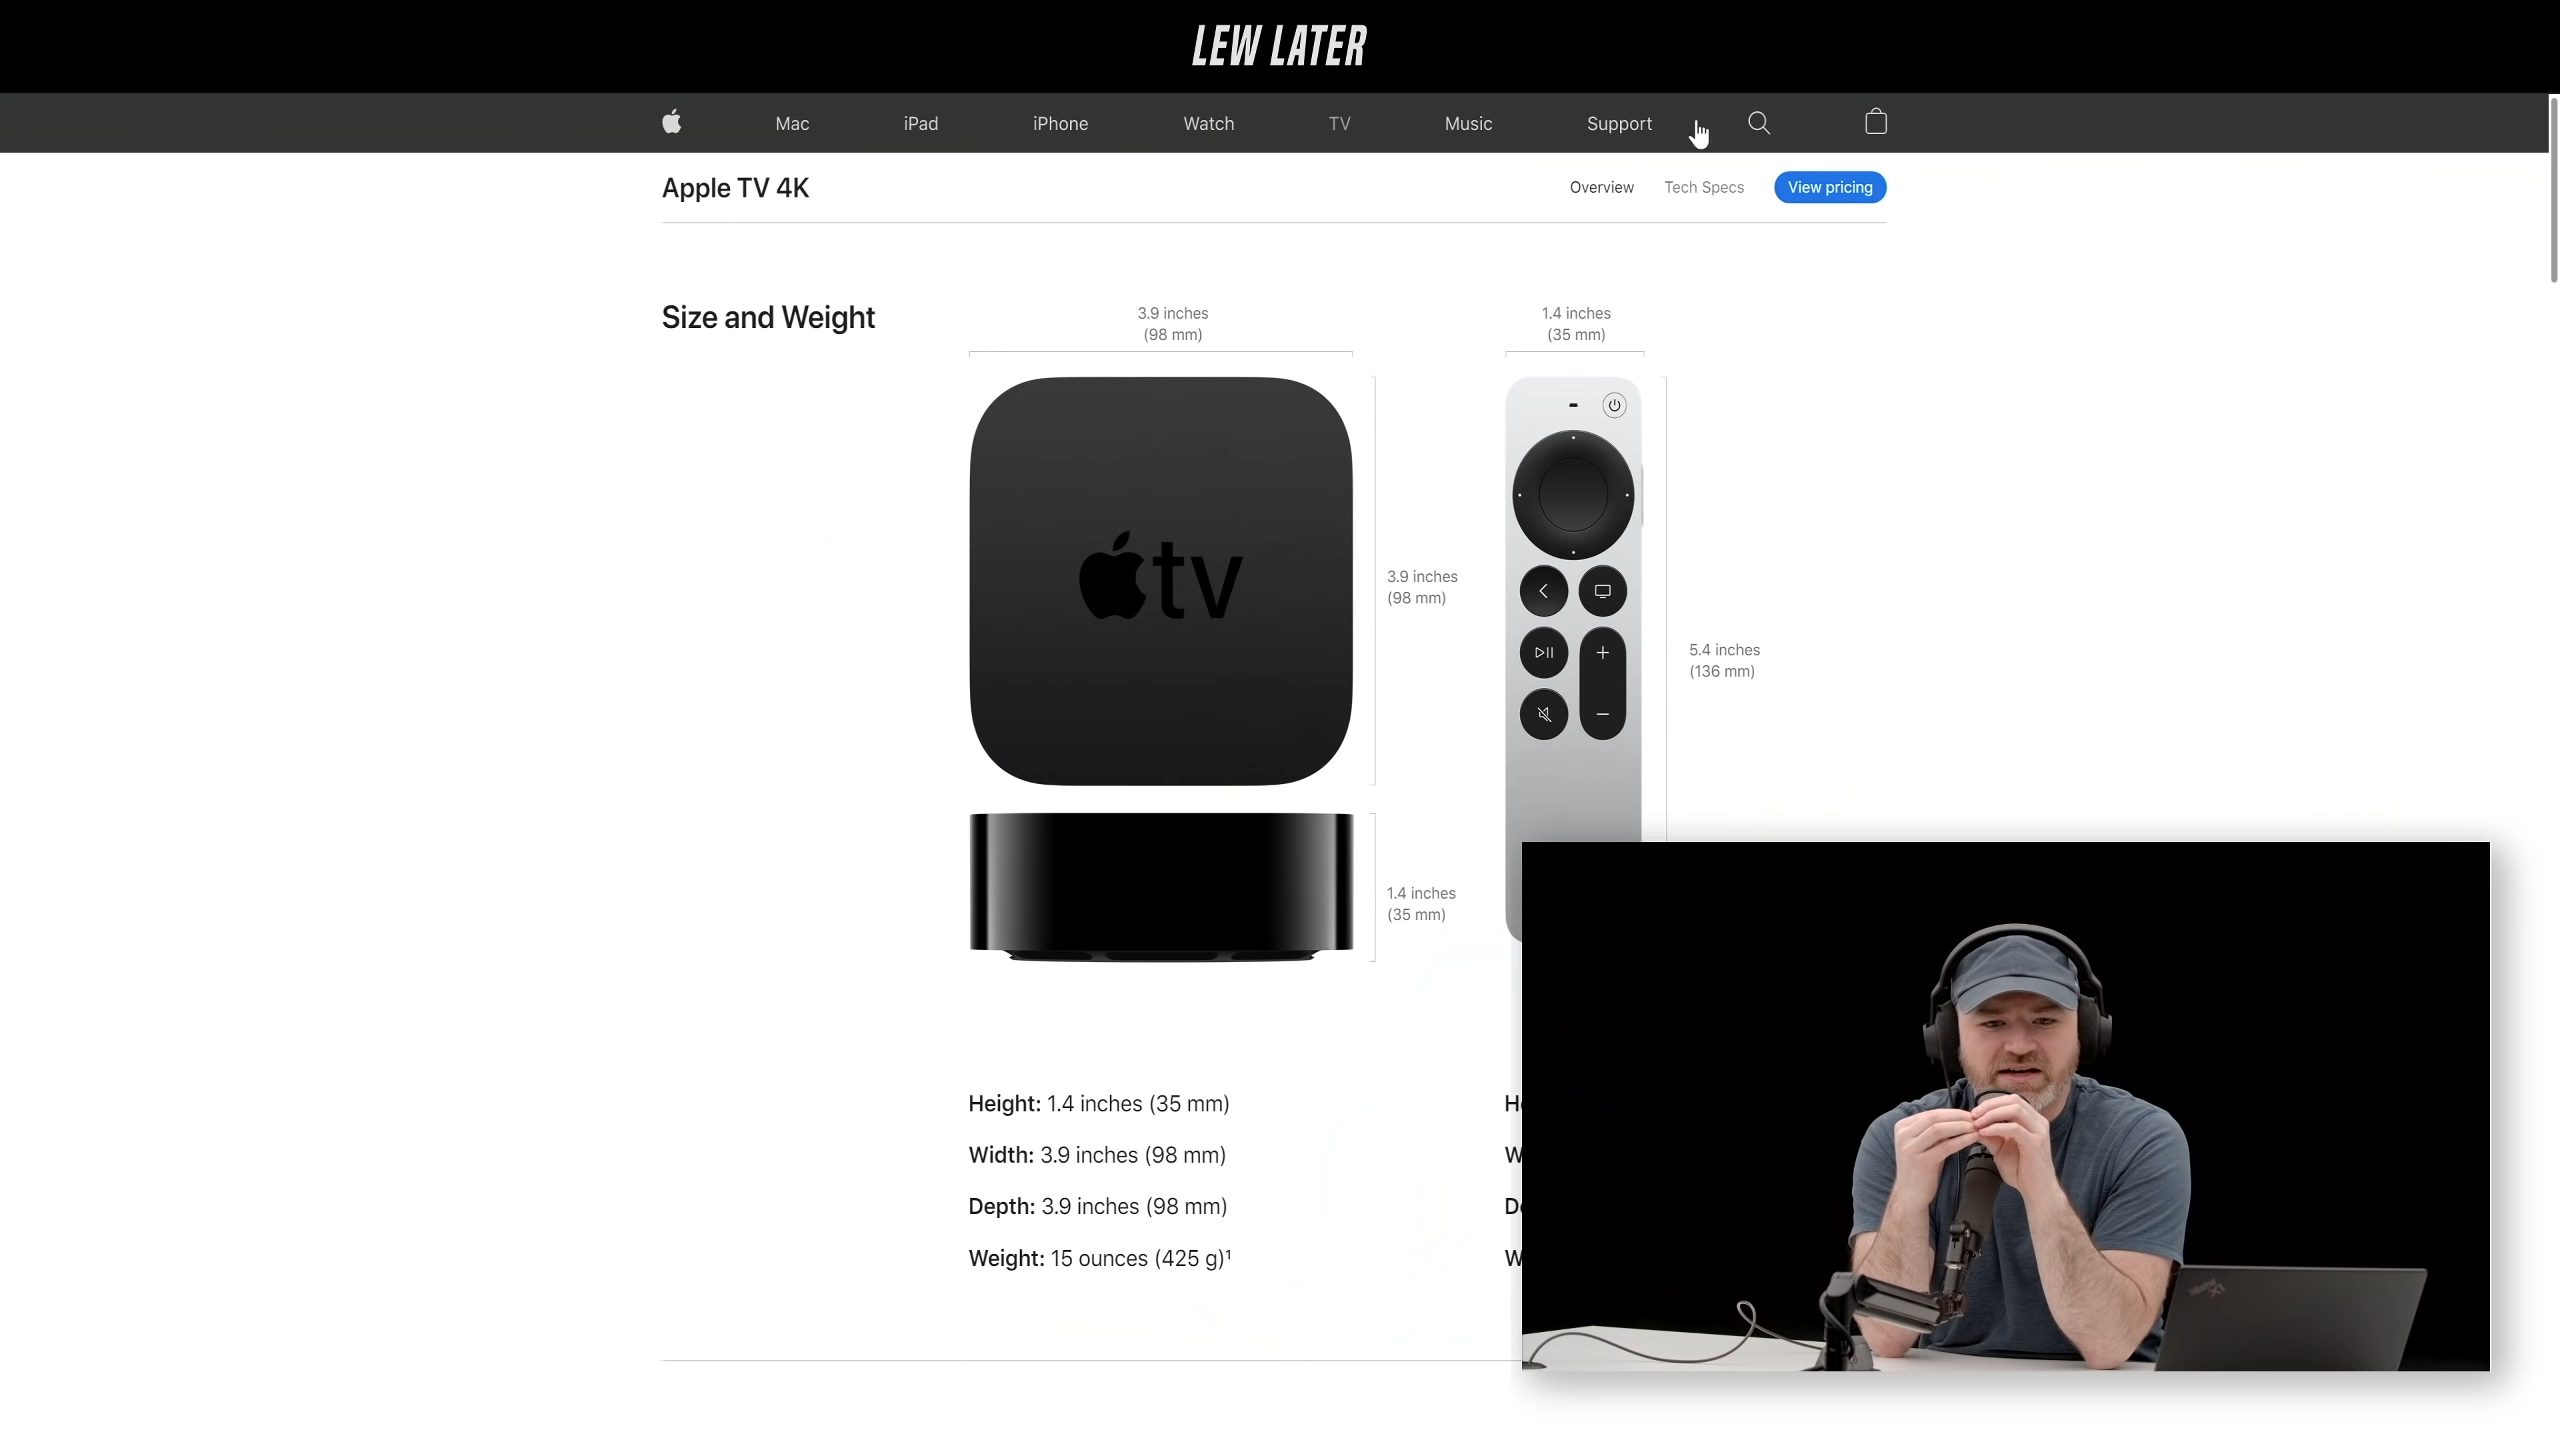 LEW LATER
Mac iPad iPhone Watch TV Music Support
Apple TV 4K
Overview Tech Specs View pricing
Size and Weight
3.9 inches
(98 mm)
1.4 inches
(35 mm)
tv
3.9 inches
(98 mm)
5.4 inches
(136 mm)
1.4 inches
(35 mm)
Height: 1.4 inches (35 mm)
Width: 3.9 inches (98 mm)
Depth: 3.9 inches (98 mm)
Weight: 15 ounces (425 g)¹